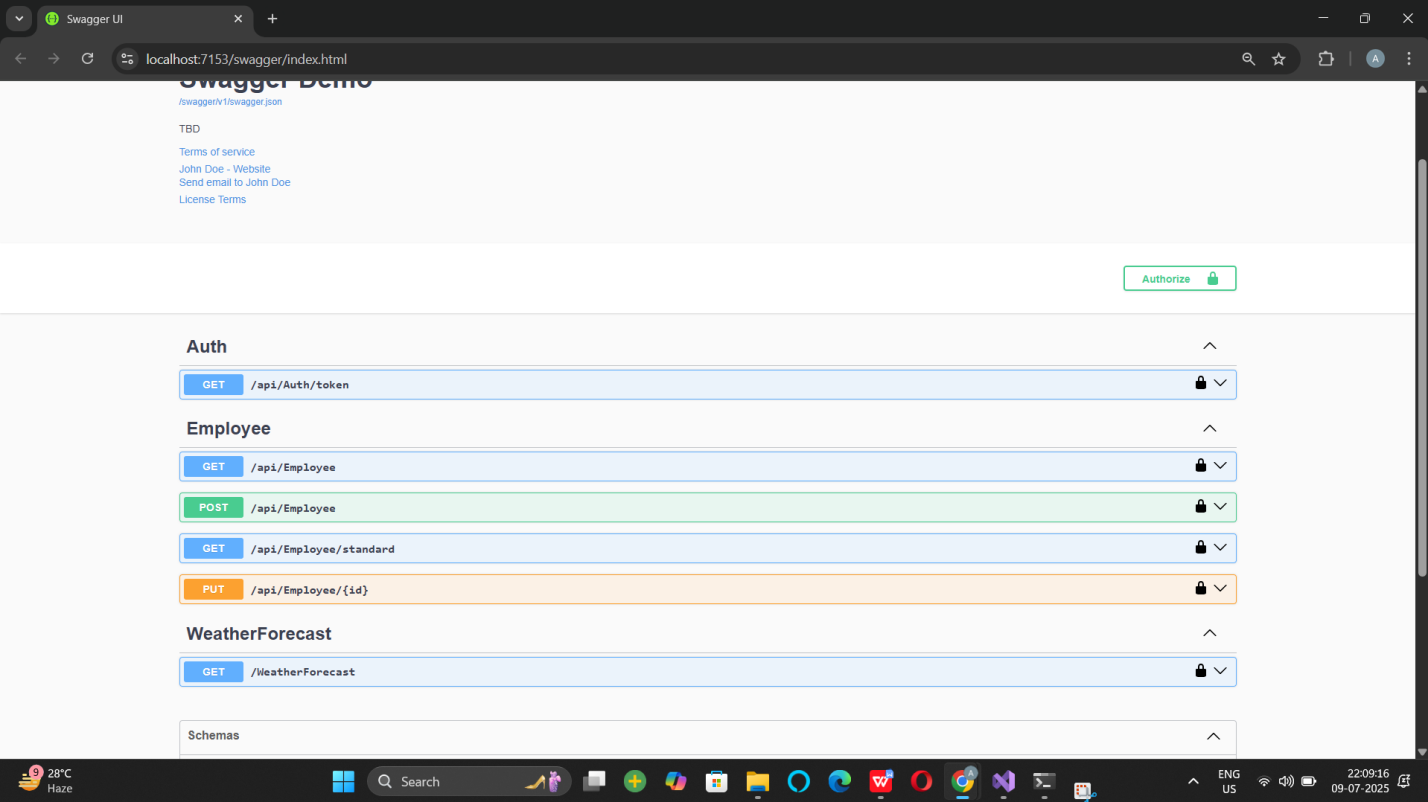 Swagger UI
localhost:7153/swagger/index.html
A
Swagger Demo
/swagger/v1/swagger.json
TBD
Terms of service
John Doe - Website
Send email to John Doe
License Terms
Authorize
Auth
GET /api/Auth/token
Employee
GET /api/Employee
POST /api/Employee
GET /api/Employee/standard
PUT /api/Employee/{id}
WeatherForecast
GET /WeatherForecast
Schemas
9 28°C
Haze
Search
W
A
ENG
US
22:09:16
09-07-2025